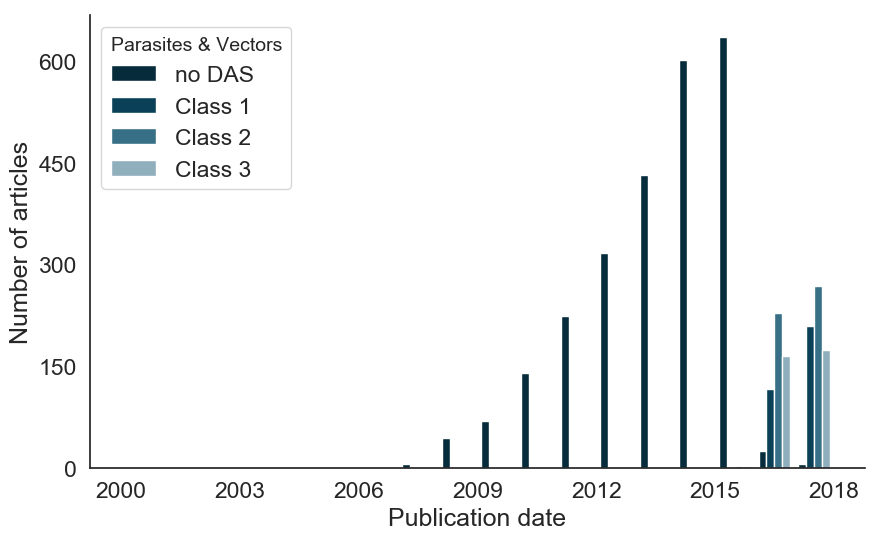 Parasites & Vectors
no DAS
Class 1
Class 2
Class 3
Number of articles
600
450
300
150
0
2000 2003 2006 2009 2012 2015 2018
Publication date